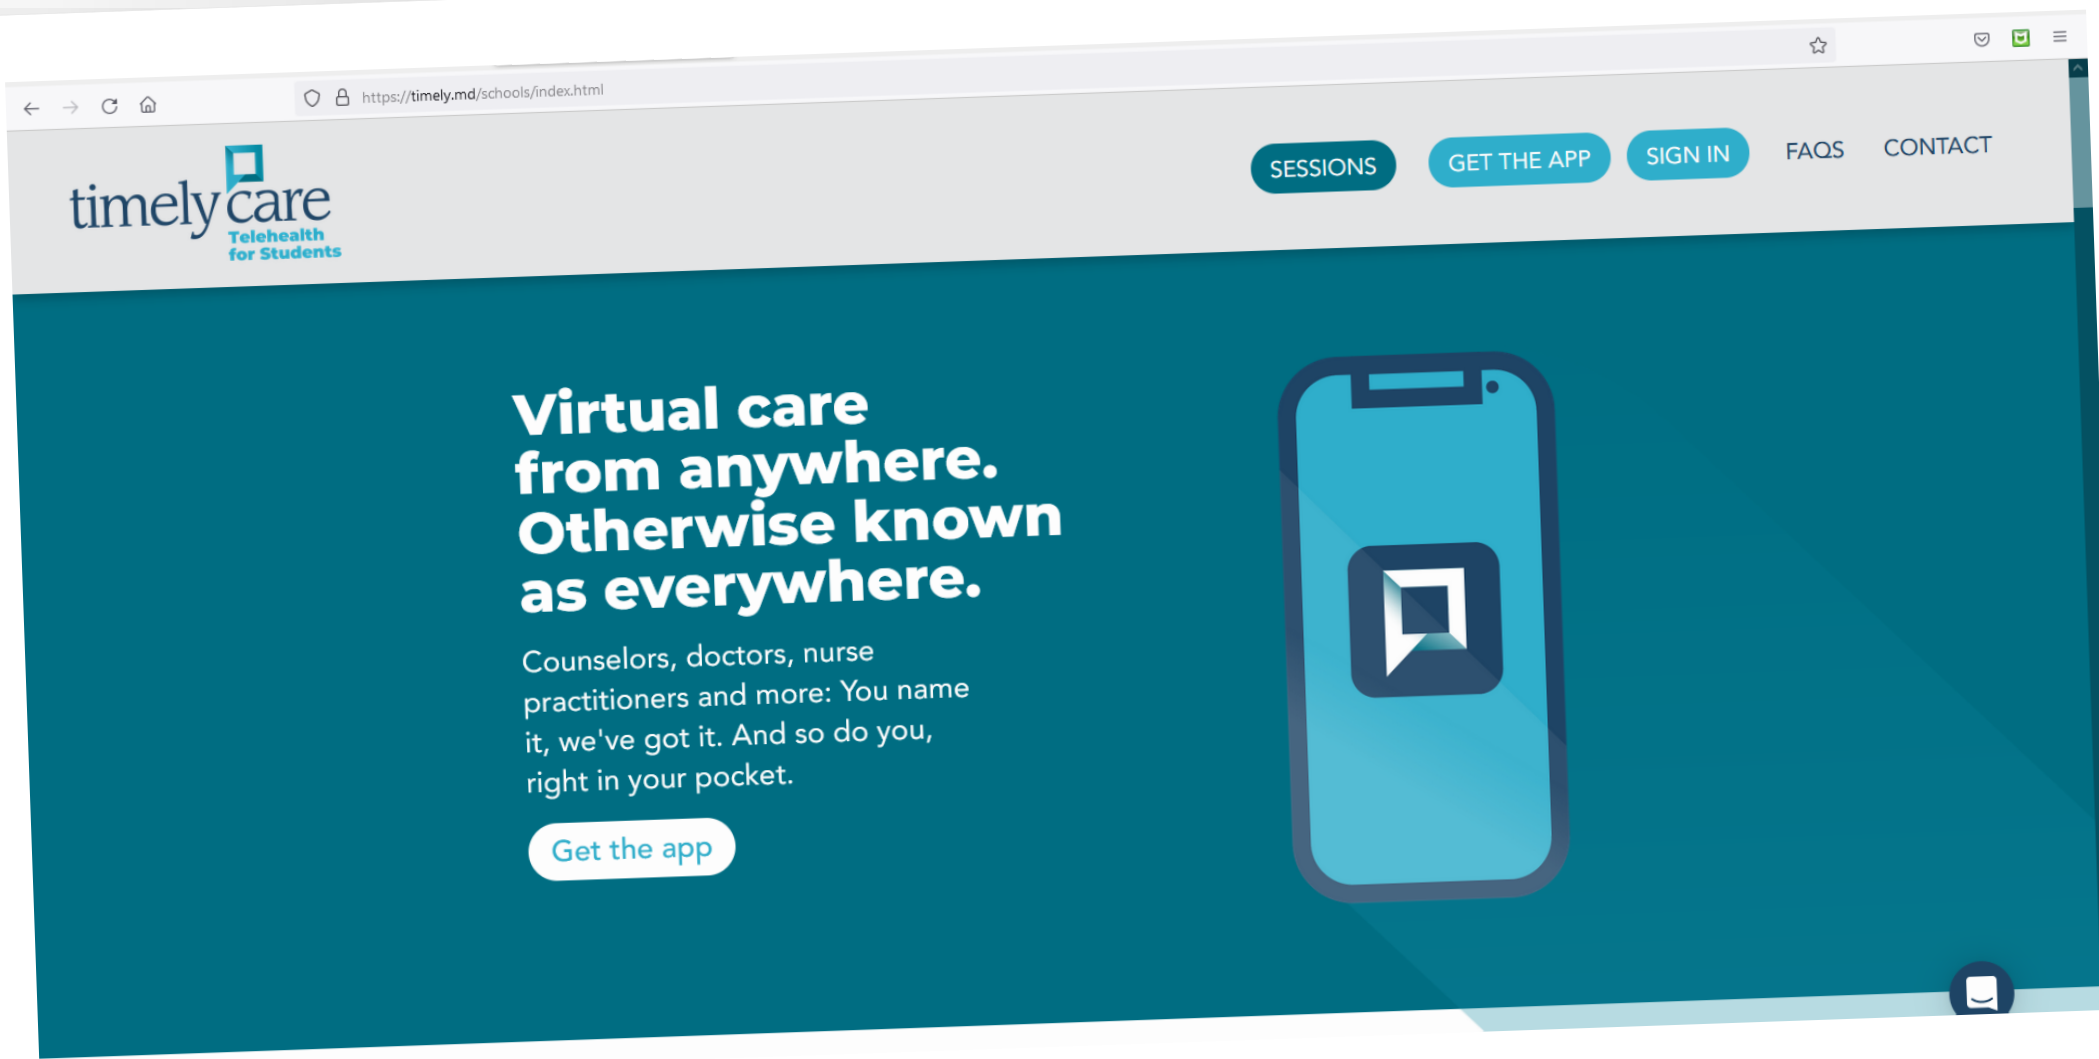 https://timely.md/schools/index.html
timely care
Telehealth
for Students
SESSIONS
GET THE APP
SIGN IN
FAQS
CONTACT
Virtual care
from anywhere.
Otherwise known
as everywhere.
Counselors, doctors, nurse
practitioners and more: You name
it, we've got it. And so do you,
right in your pocket.
Get the app